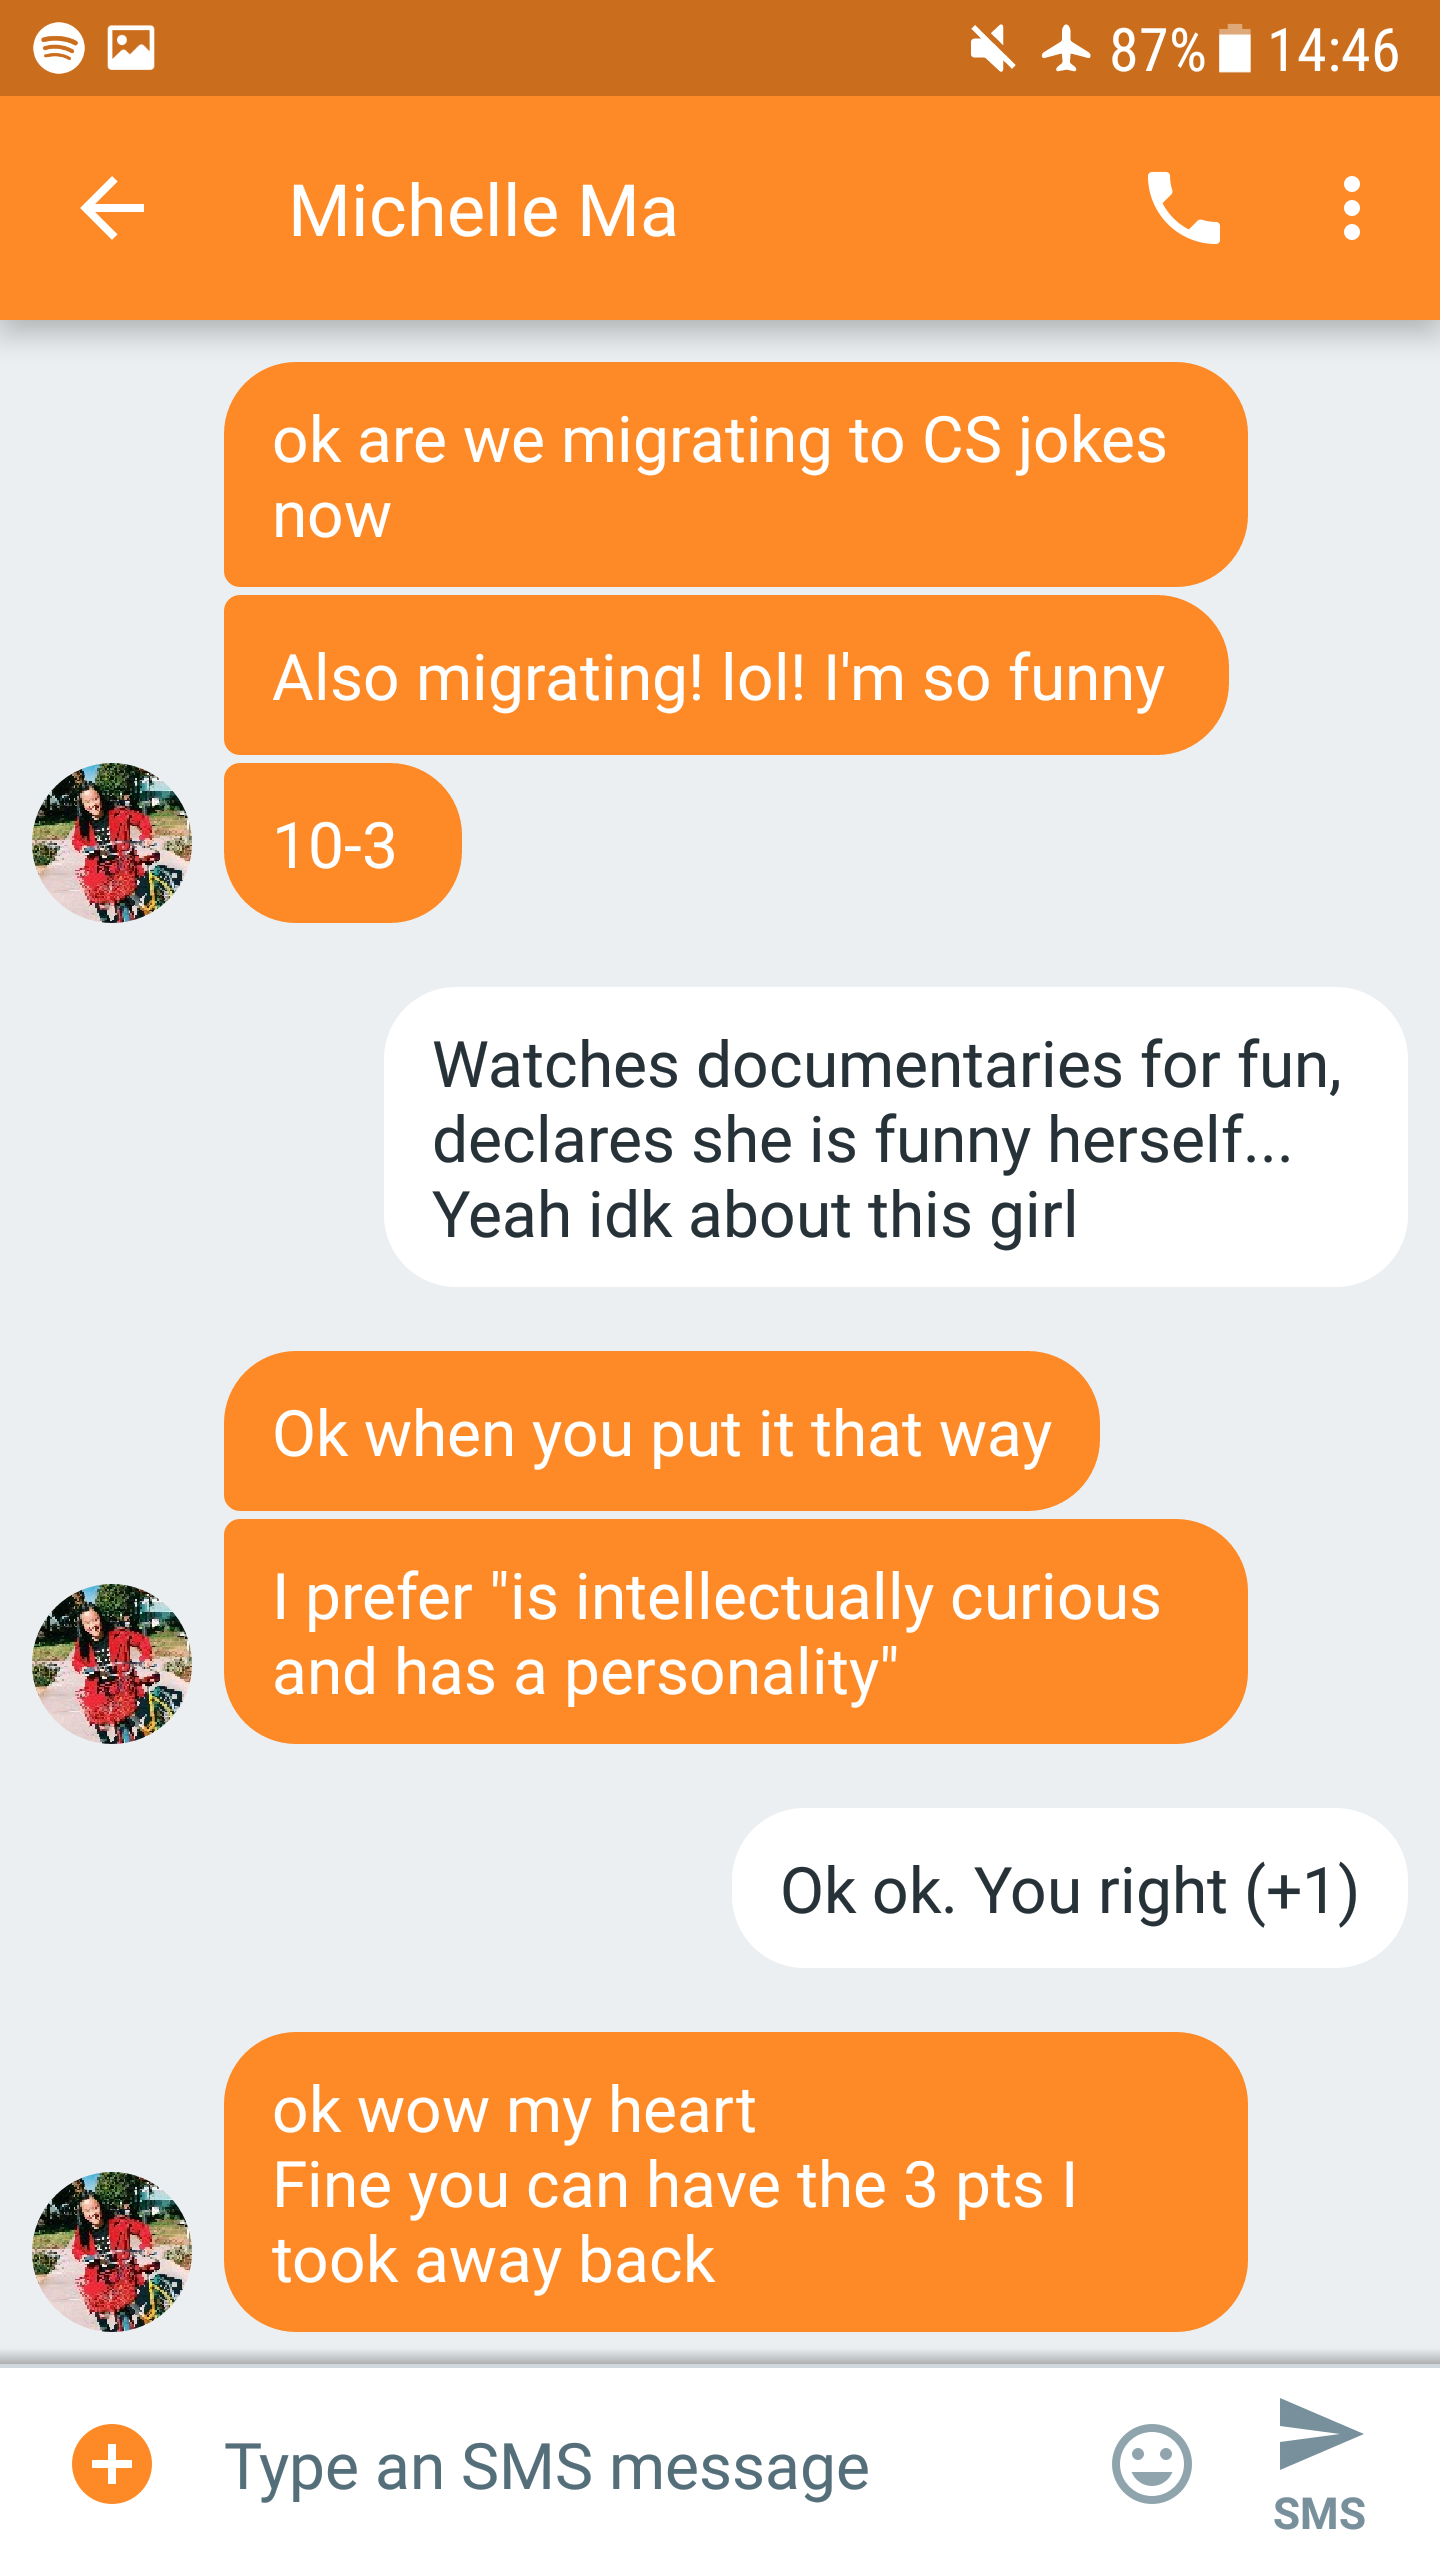 87% 14:46
Michelle Ma
ok are we migrating to CS jokes
now
Also migrating! lol! I'm so funny
10-3
Watches documentaries for fun,
declares she is funny herself...
Yeah idk about this girl
Ok when you put it that way
I prefer "is intellectually curious
and has a personality"
Ok ok. You right (+1)
ok wow my heart
Fine you can have the 3 pts I
took away back
Type an SMS message
SMS